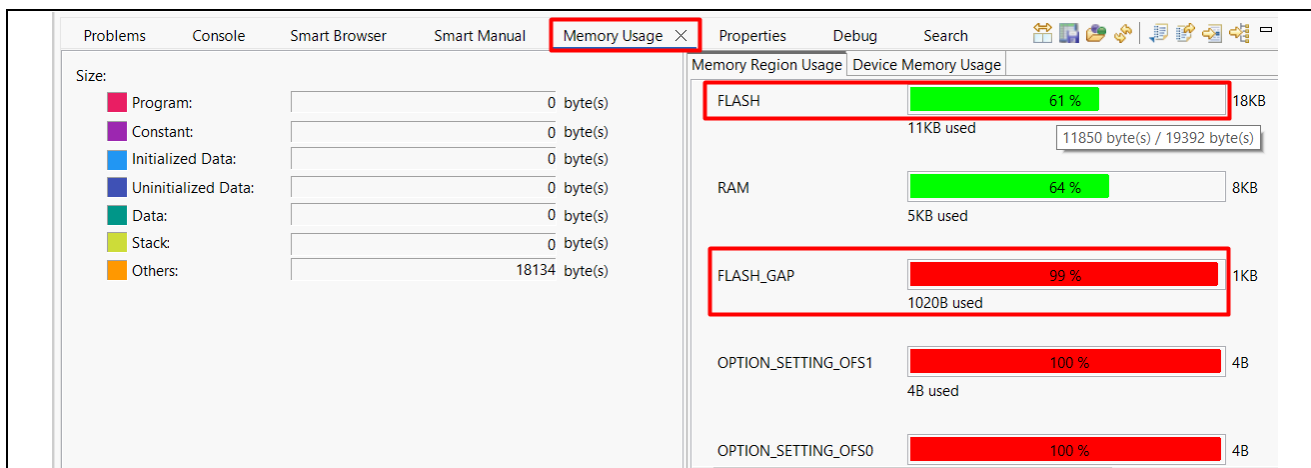 Problems Console Smart Browser Smart Manual Memory Usage Properties Debug Search
Size:
Program: 0 byte(s)
Constant: 0 byte(s)
Initialized Data: 0 byte(s)
Uninitialized Data: 0 byte(s)
Data: 0 byte(s)
Stack: 0 byte(s)
Others: 18134 byte(s)
Memory Region Usage Device Memory Usage
FLASH 61 % 18KB
11KB used
11850 byte(s) / 19392 byte(s)
RAM 64 % 8KB
5KB used
FLASH_GAP 99 % 1KB
1020B used
OPTION_SETTING_OFS1 100 % 4B
4B used
OPTION_SETTING_OFS0 100 % 4B